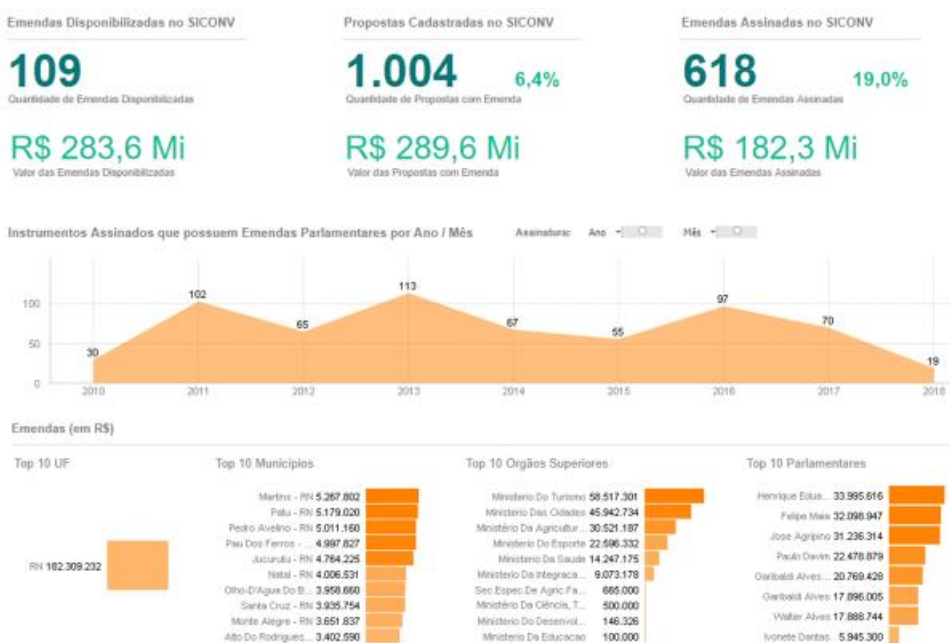 Emendas Disponibilizadas no SICONV
Propostas Cadastradas no SICONV
Emendas Assinadas no SICONV
109
1.004 6,4%
618 19,0%
Quantidade de Emendas Disponibilizadas
Quantidade de Propostas com Emenda
Quantidade de Emendas Assinadas
R$ 283,6 Mi
R$ 289,6 Mi
R$ 182,3 Mi
Valor das Emendas Disponibilizadas
Valor das Propostas com Emenda
Valor das Emendas Assinadas
Instrumentos Assinados que possuem Emendas Parlamentares por Ano / Mês
Assinatura: Ano Mês
100
50
0
30
102
65
113
67
55
97
70
19
2010 2011 2012 2013 2014 2015 2016 2017 2018
Emendas (em R$)
Top 10 UF
RN 182.309.232
Top 10 Municípios
Martins - RN 5.267.802
Patu - RN 5.179.020
Pedro Avelino - RN 5.011.160
Pau Dos Ferros - ... 4.997.827
Jucurutu - RN 4.764.225
Natal - RN 4.006.531
Olho-D'Agua Do B... 3.958.660
Santa Cruz - RN 3.935.754
Monte Alegre - RN 3.651.837
Alto Do Rodrigues... 3.402.590
Top 10 Orgãos Superiores
Ministerio Do Turismo 58.517.301
Ministerio Das Cidades 45.942.734
Ministério Da Agricultur... 30.521.187
Ministerio Do Esporte 22.596.332
Ministerio Da Saude 14.247.175
Ministerio Da Integraca... 9.073.178
Sec.Espec.De Agric.Fa... 665.000
Ministério Da Ciência, T... 500.000
Ministerio Do Desenvol... 146.326
Ministerio Da Educacao 100.000
Top 10 Parlamentares
Henrique Edua... 33.995.616
Felipe Maia 32.098.947
Jose Agripino 31.236.314
Paulo Davim 22.478.879
Garibaldi Alves... 20.769.428
Garibaldi Alves 17.896.005
Walter Alves 17.888.744
Ivonete Dantas 5.945.300